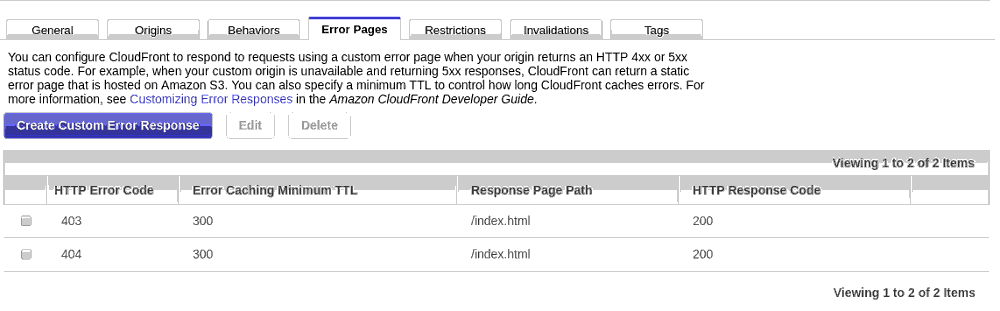 General Origins Behaviors Error Pages Restrictions Invalidations Tags
You can configure CloudFront to respond to requests using a custom error page when your origin returns an HTTP 4xx or 5xx
status code. For example, when your custom origin is unavailable and returning 5xx responses, CloudFront can return a static
error page that is hosted on Amazon S3. You can also specify a minimum TTL to control how long CloudFront caches errors. For
more information, see Customizing Error Responses in the Amazon CloudFront Developer Guide.
Create Custom Error Response Edit Delete
Viewing 1 to 2 of 2 Items
HTTP Error Code Error Caching Minimum TTL Response Page Path HTTP Response Code
403 300 /index.html 200
404 300 /index.html 200
Viewing 1 to 2 of 2 Items